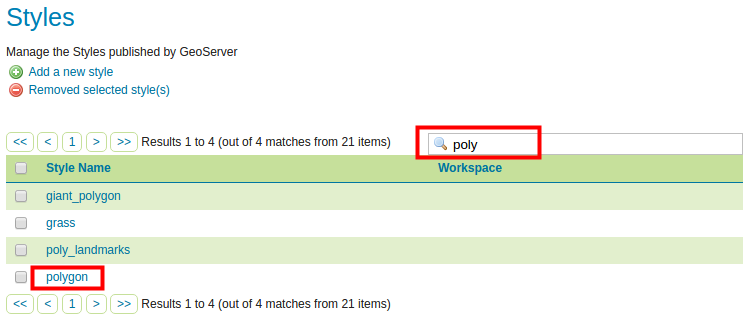 Styles
Manage the Styles published by GeoServer
Add a new style
Removed selected style(s)
<< < 1 > >> Results 1 to 4 (out of 4 matches from 21 items) poly
Style Name Workspace
giant_polygon
grass
poly_landmarks
polygon
<< < 1 > >> Results 1 to 4 (out of 4 matches from 21 items)